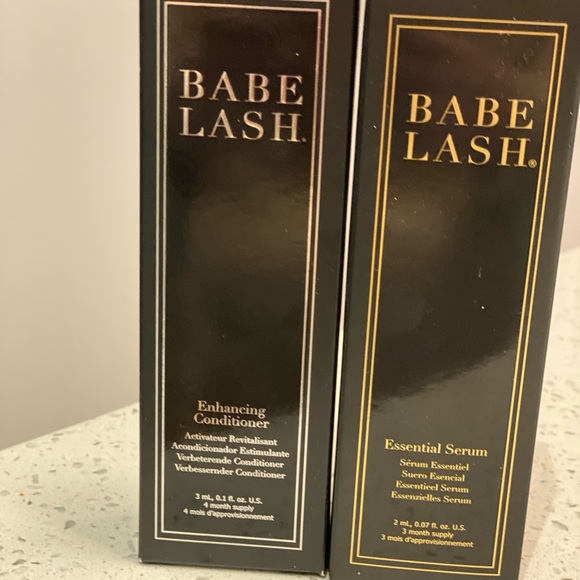 BABE
LASH.
Enhancing
Conditioner
Activateur Revitalisant
Acondicionador Estimulante
Verbeterende Conditioner
Verbessernder Conditioner
3 mL, 0.1 fl. oz. U.S.
4 month supply
4 mois d'approvisionnement
BABE
LASH®
Essential Serum
Sérum Essentiel
Suero Esencial
Essentieel Serum
Essenzielles Serum
2 mL, 0.07 fl. oz. U.S.
3 month supply
3 mois d'approvisionnement